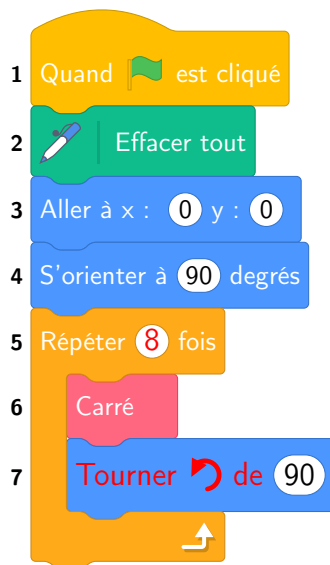 1 Quand est cliqué
2 Effacer tout
3 Aller à x : 0 y : 0
4 S'orienter à 90 degrés
5 Répéter 8 fois
6 Carré
7 Tourner de 90